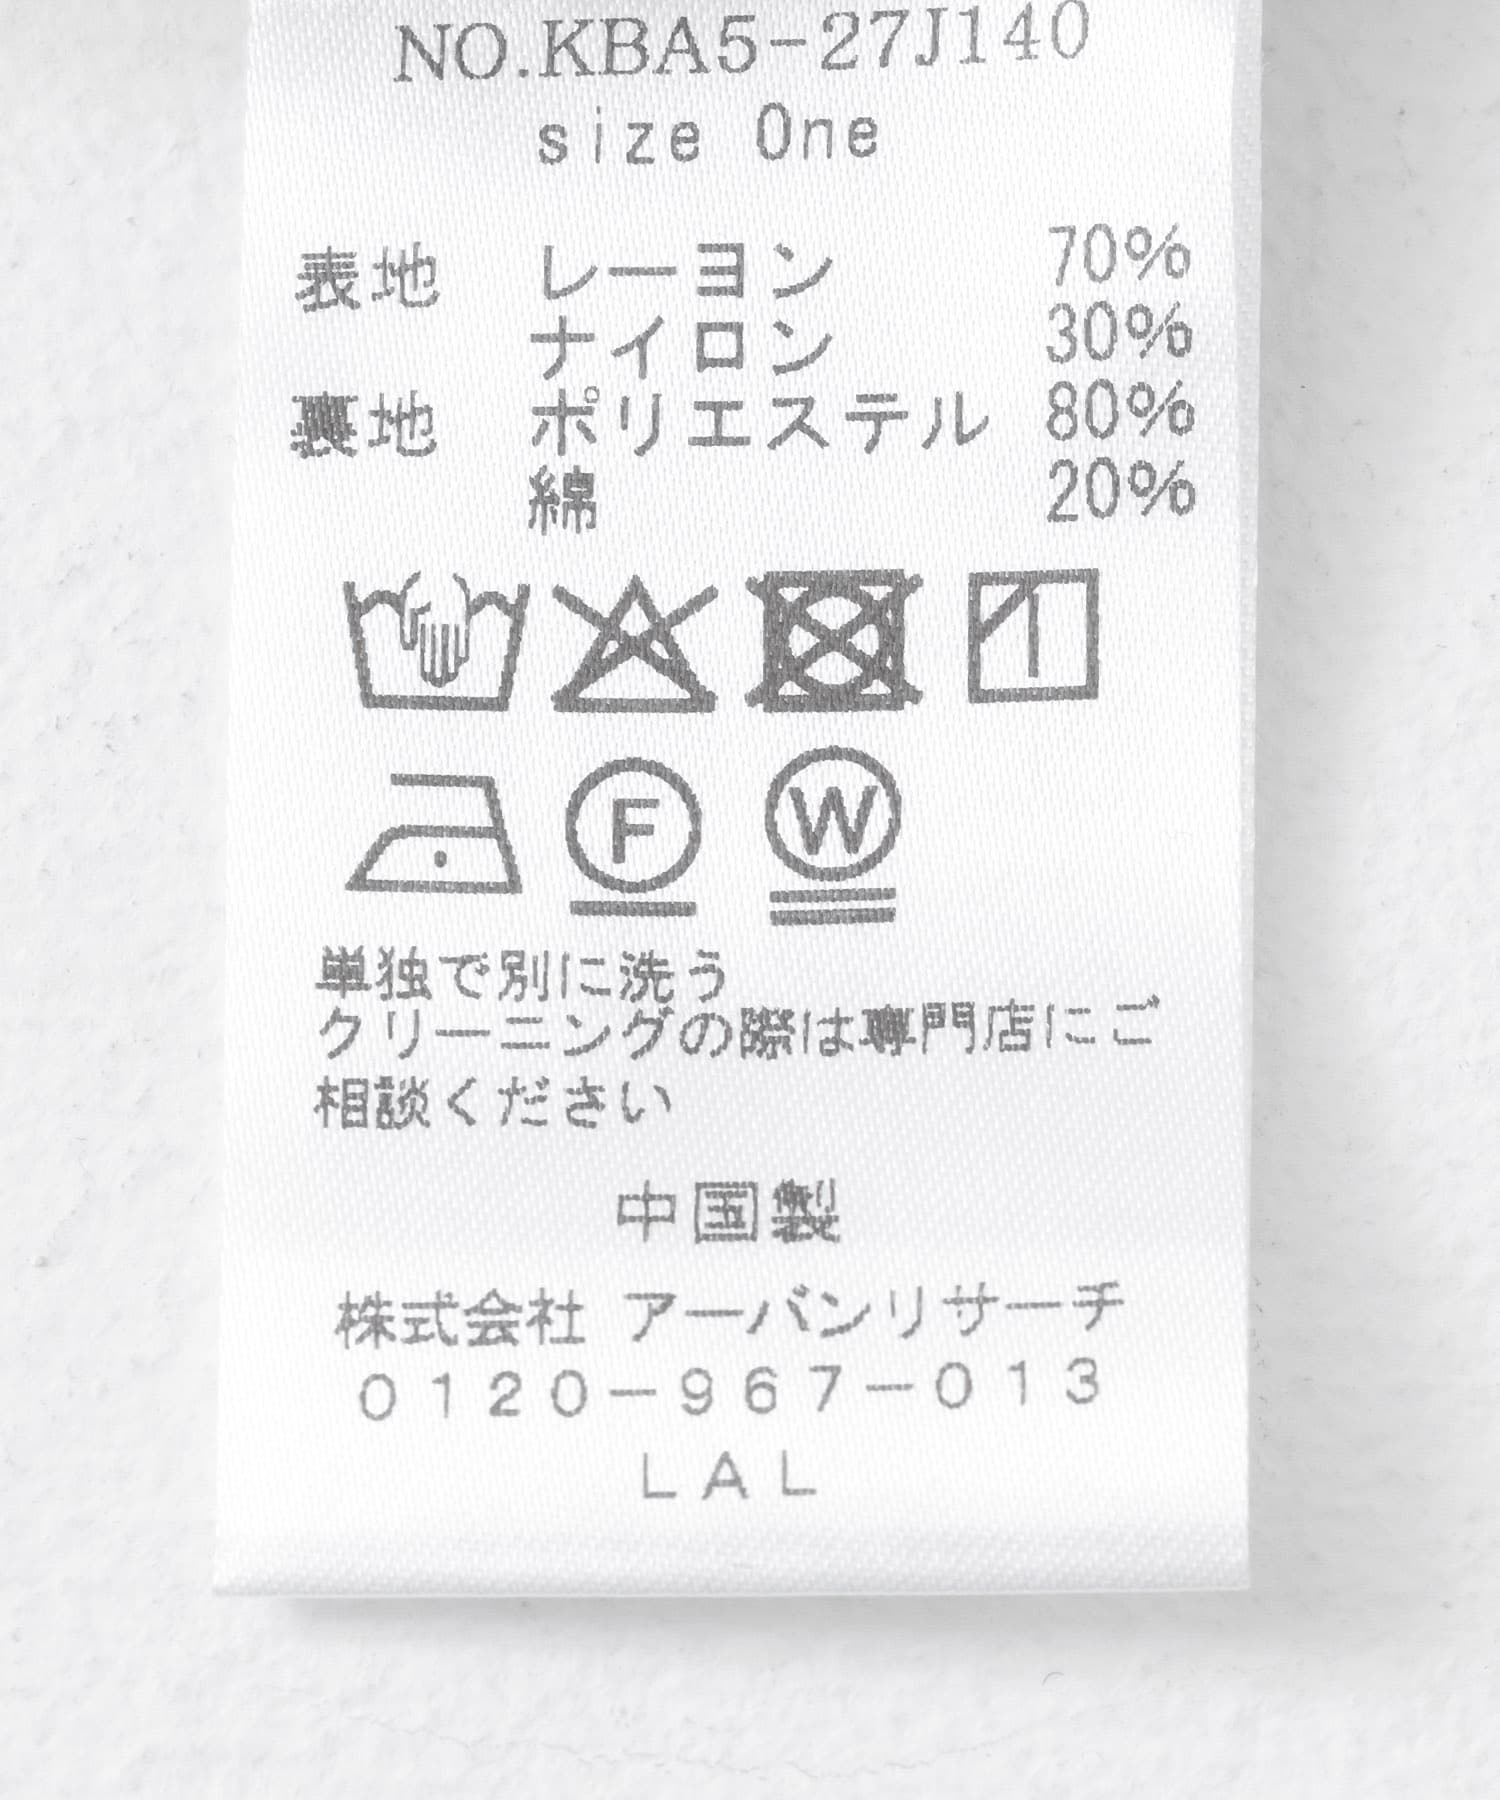 NO.KBA5-27J140
size One
表地 レーヨン 70%
ナイロン 30%
裏地 ポリエステル 80%
綿 20%
F W
単独で別に洗う
クリーニングの際は専門店にご
相談ください
中国製
株式会社 アーバンリサーチ
0120-967-013
LAL